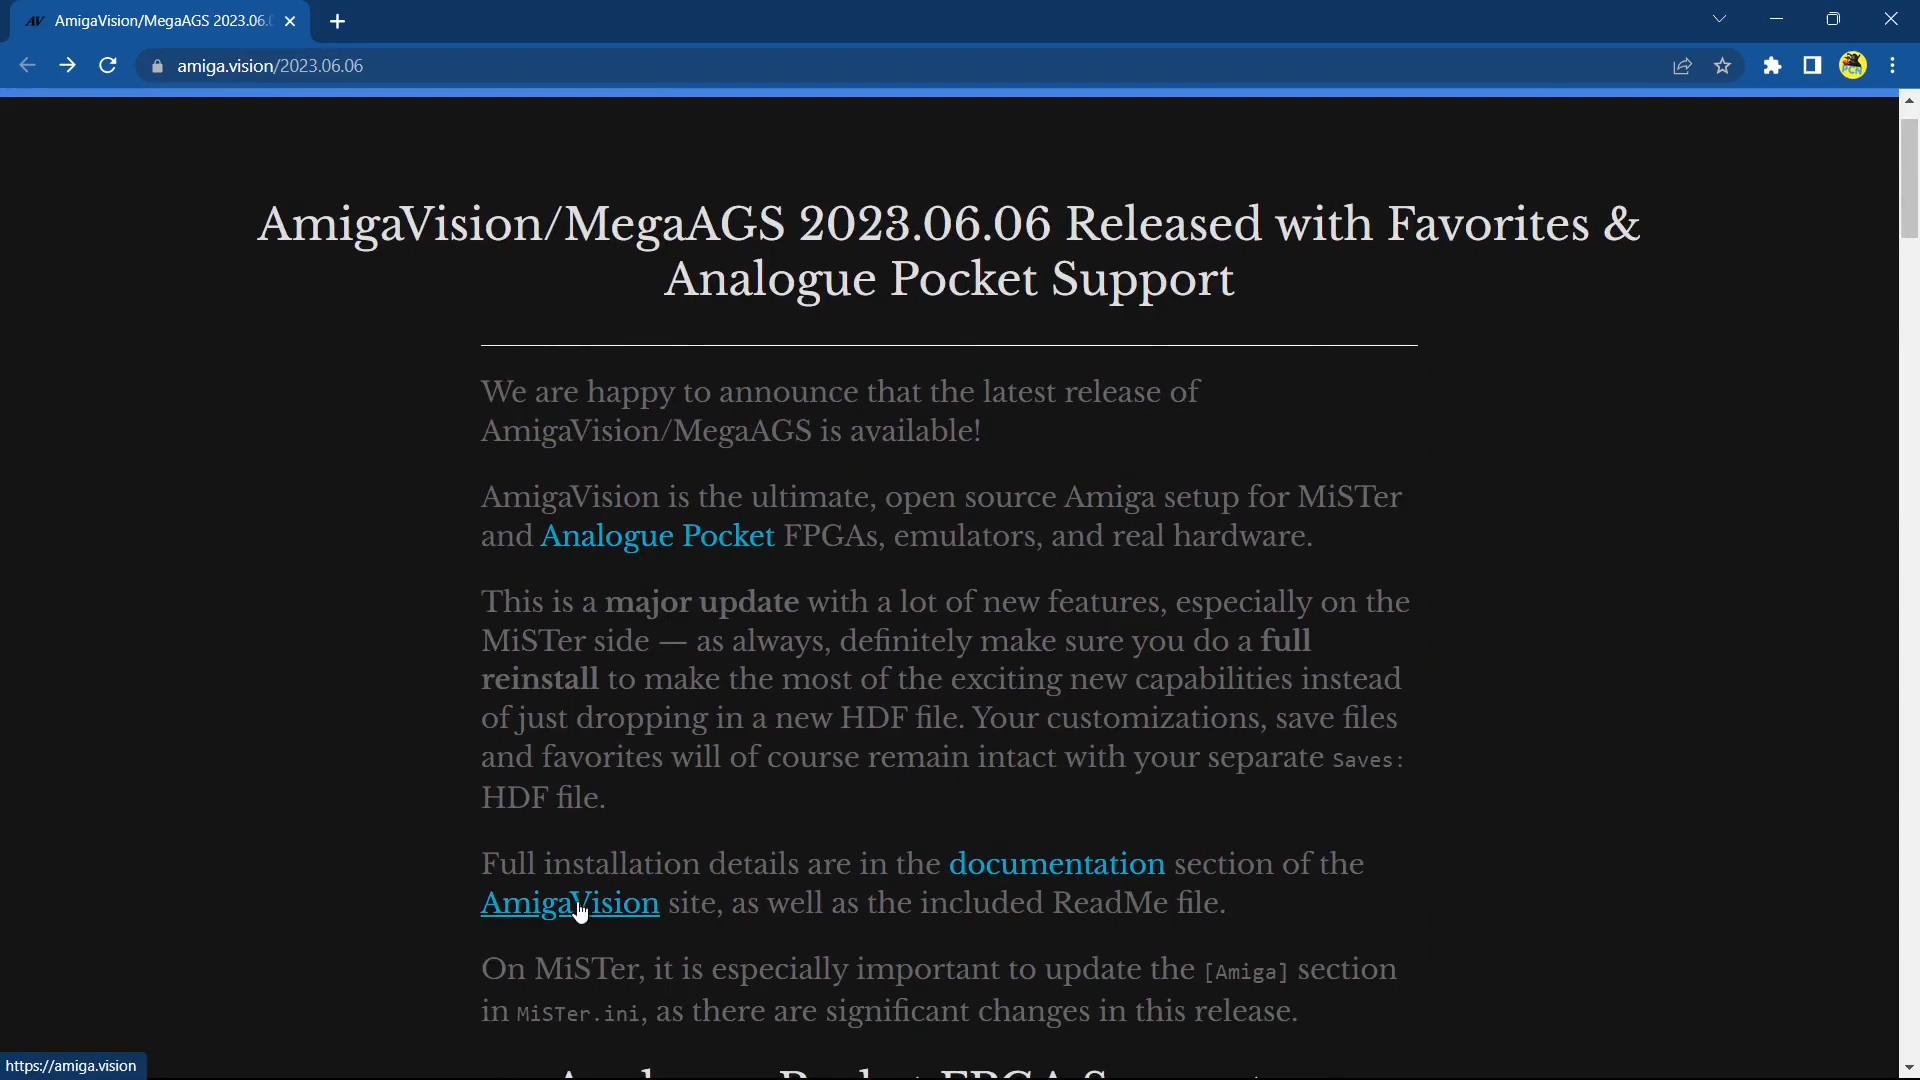 AmigaVision/MegaAGS 2023.06.
amiga.vision/2023.06.06
AmigaVision/MegaAGS 2023.06.06 Released with Favorites &
Analogue Pocket Support
We are happy to announce that the latest release of
AmigaVision/MegaAGS is available!
AmigaVision is the ultimate, open source Amiga setup for MiSTer
and Analogue Pocket FPGAs, emulators, and real hardware.
This is a major update with a lot of new features, especially on the
MiSTer side — as always, definitely make sure you do a full
reinstall to make the most of the exciting new capabilities instead
of just dropping in a new HDF file. Your customizations, save files
and favorites will of course remain intact with your separate Saves:
HDF file.
Full installation details are in the documentation section of the
AmigaVision site, as well as the included ReadMe file.
On MiSTer, it is especially important to update the [Amiga] section
in MiSTer.ini, as there are significant changes in this release.
https://amiga.vision